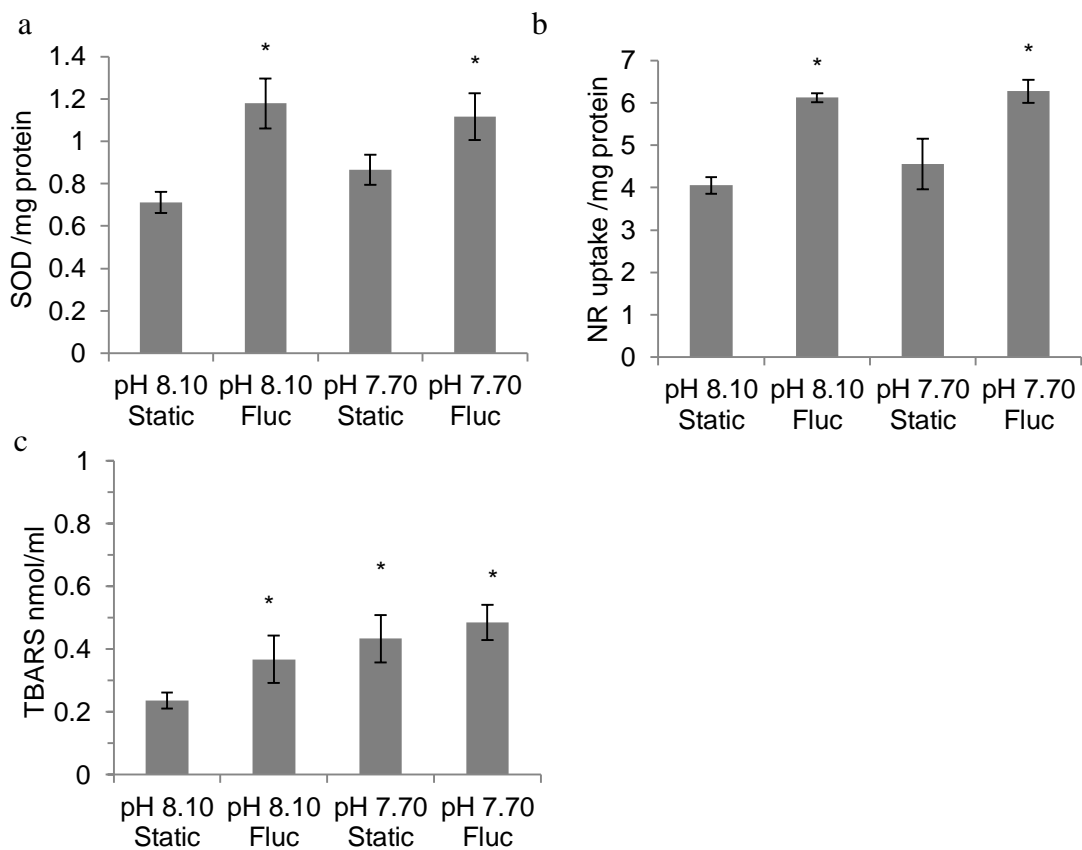 a
SOD /mg protein
1.4
1.2
1
0.8
0.6
0.4
0.2
0
*
*
pH 8.10 pH 8.10 pH 7.70 pH 7.70
Static Fluc Static Fluc
b
NR uptake /mg protein
7
6
5
4
3
2
1
0
*
*
pH 8.10 pH 8.10 pH 7.70 pH 7.70
Static Fluc Static Fluc
c
TBARS nmol/ml
1
0.8
0.6
0.4
0.2
0
*
*
*
pH 8.10 pH 8.10 pH 7.70 pH 7.70
Static Fluc Static Fluc